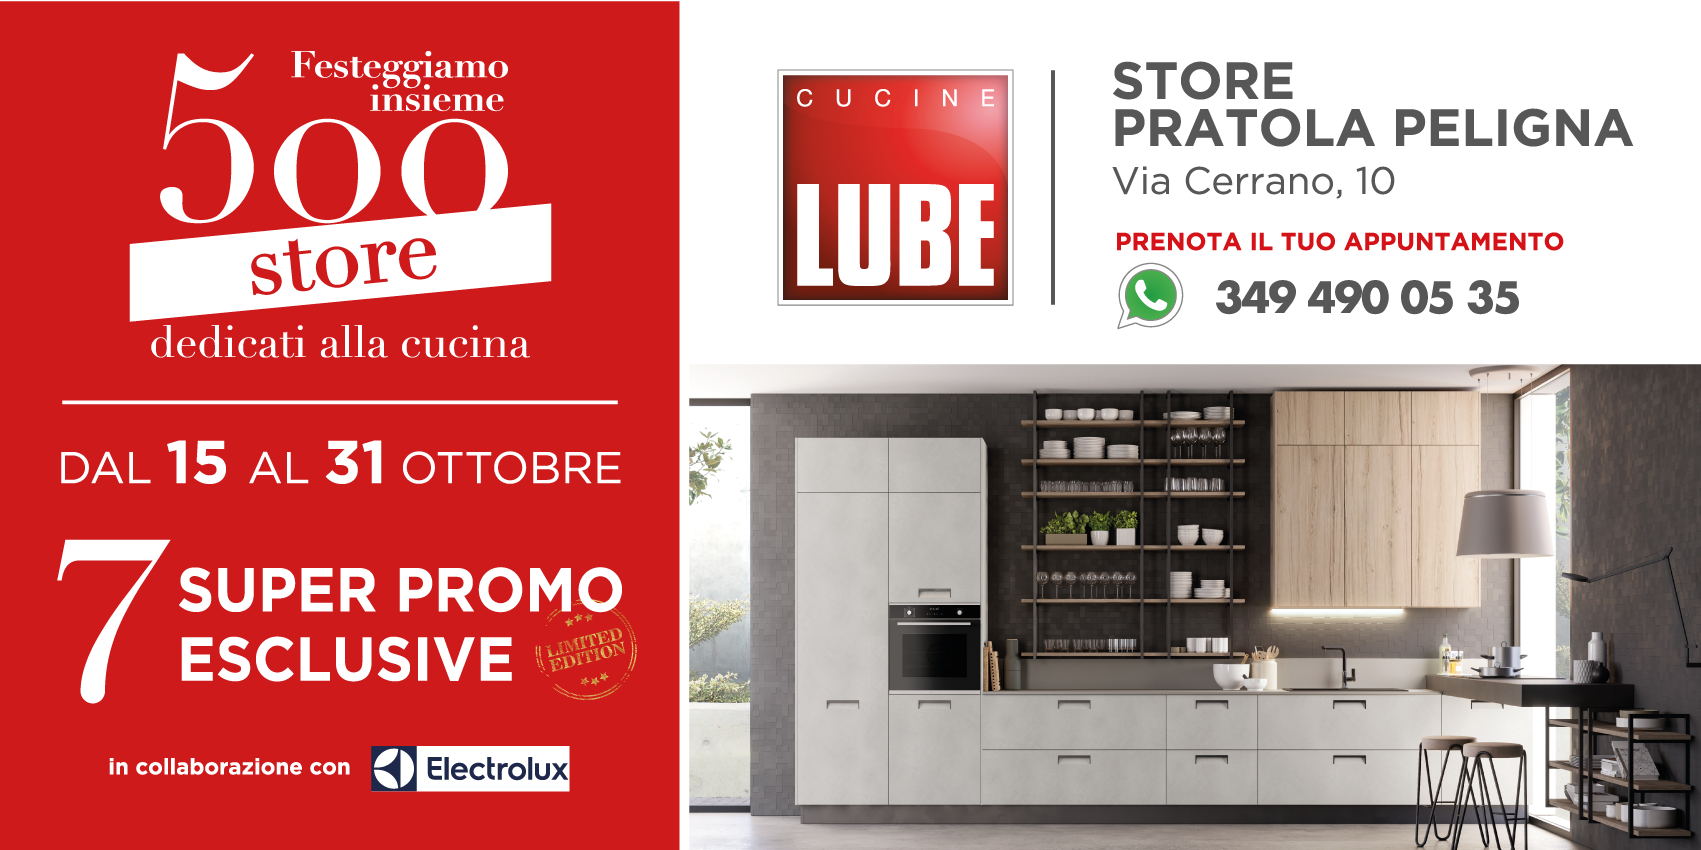 Festeggiamo
insieme
500
store
dedicati alla cucina
DAL 15 AL 31 OTTOBRE
7 SUPER PROMO
ESCLUSIVE
LIMITED
EDITION
in collaborazione con Electrolux
CUCINE
LUBE
STORE
PRATOLA PELIGNA
Via Cerrano, 10
PRENOTA IL TUO APPUNTAMENTO
349 490 05 35